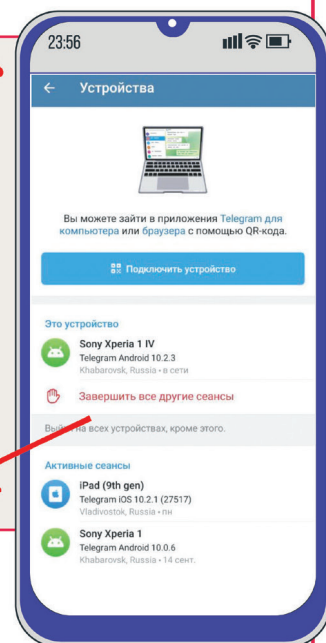 23:56
Устройства
Вы можете зайти в приложения Telegram для
компьютера или браузера с помощью QR-кода.
Подключить устройство
Это устройство
Sony Xperia 1 IV
Telegram Android 10.2.3
Khabarovsk, Russia • в сети
Завершить все другие сеансы
Выйти на всех устройствах, кроме этого.
Активные сеансы
iPad (9th gen)
Telegram iOS 10.2.1 (27517)
Vladivostok, Russia • пн
Sony Xperia 1
Telegram Android 10.0.6
Khabarovsk, Russia • 14 сент.